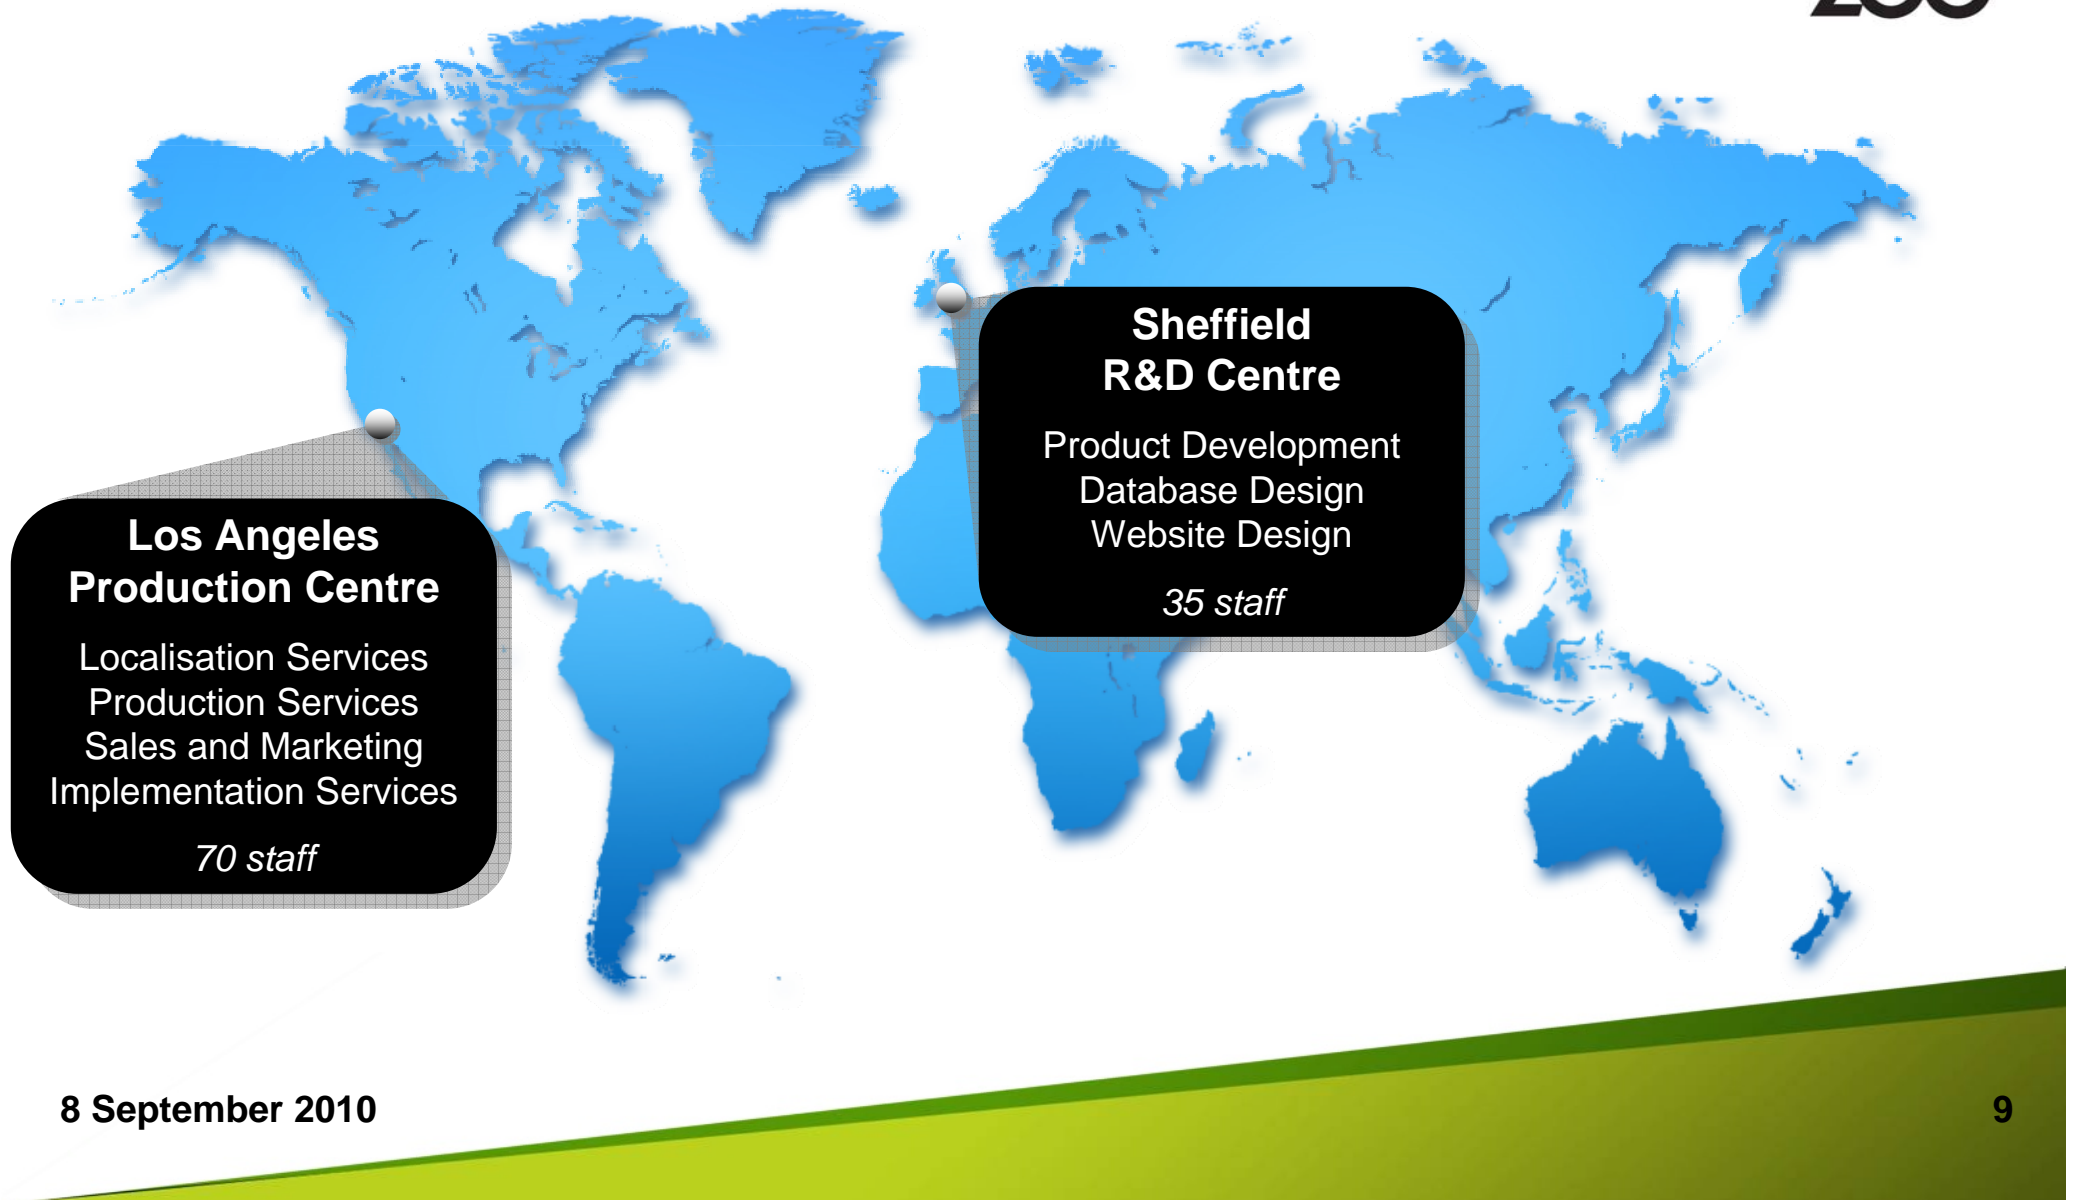 Sheffield
R&D Centre
Product Development
Database Design
Website Design
35 staff
Los Angeles
Production Centre
Localisation Services
Production Services
Sales and Marketing
Implementation Services
70 staff
8 September 2010
9